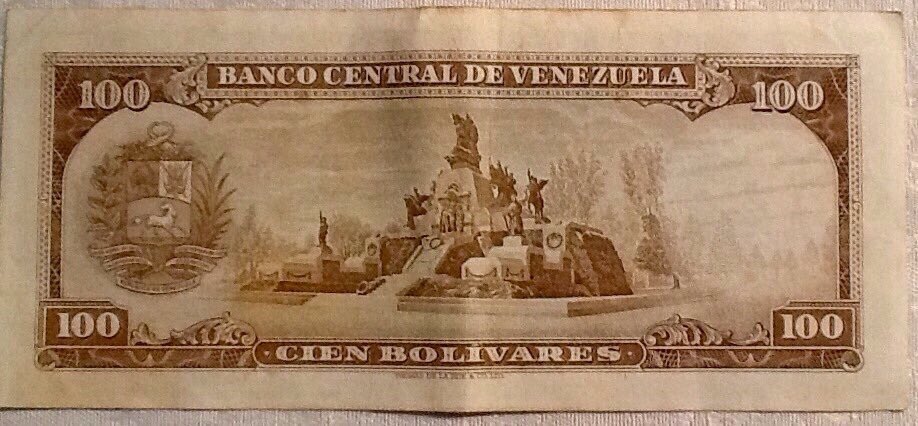 100 BANCO CENTRAL DE VENEZUELA 100
100 CIEN BOLIVARES 100